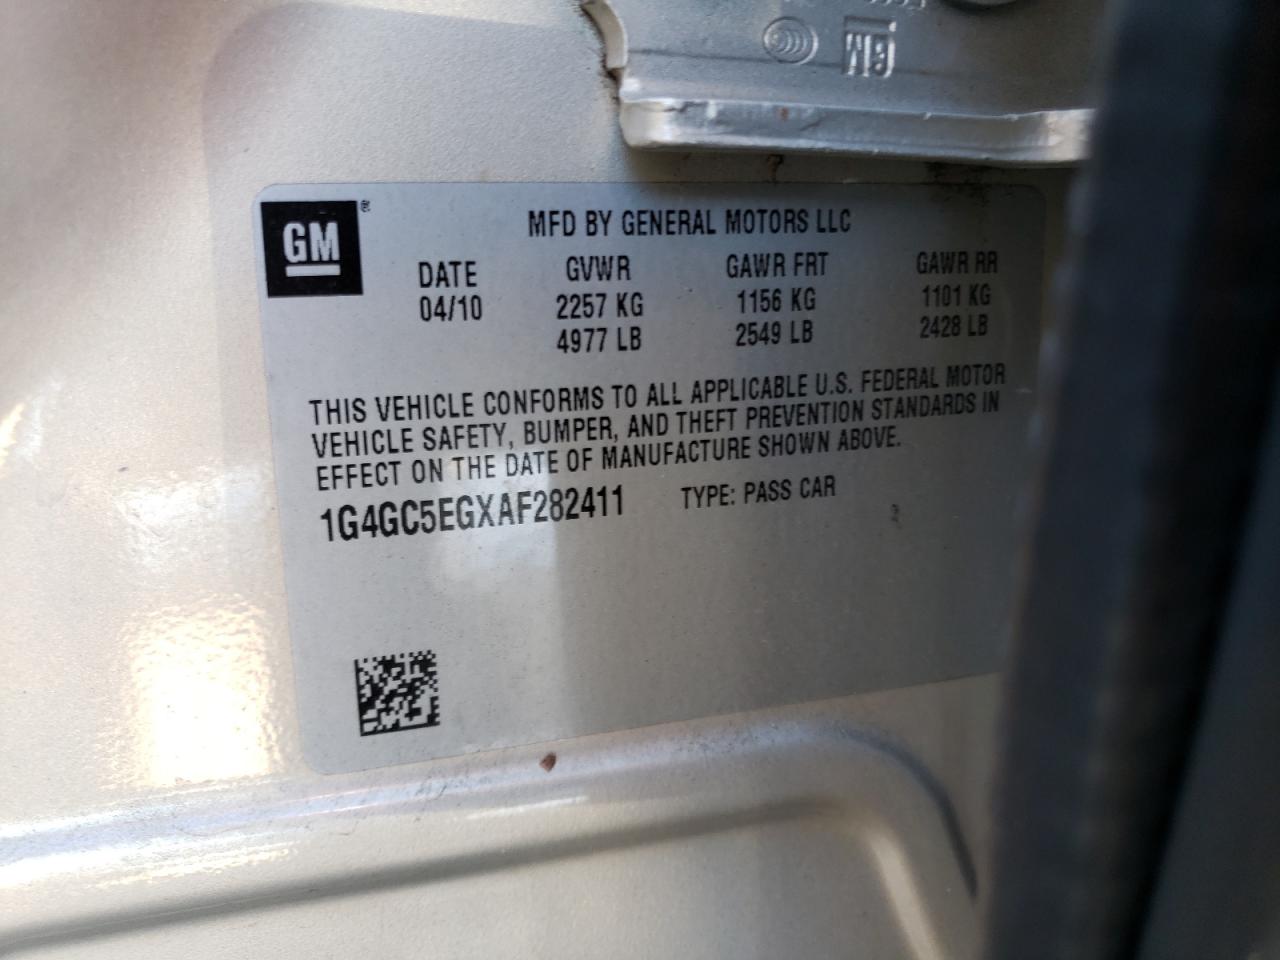 GM
GM ®
MFD BY GENERAL MOTORS LLC
DATE GVWR GAWR FRT GAWR RR
04/10 2257 KG 1156 KG 1101 KG
4977 LB 2549 LB 2428 LB
THIS VEHICLE CONFORMS TO ALL APPLICABLE U.S. FEDERAL MOTOR
VEHICLE SAFETY, BUMPER, AND THEFT PREVENTION STANDARDS IN
EFFECT ON THE DATE OF MANUFACTURE SHOWN ABOVE.
1G4GC5EGXAF282411 TYPE: PASS CAR